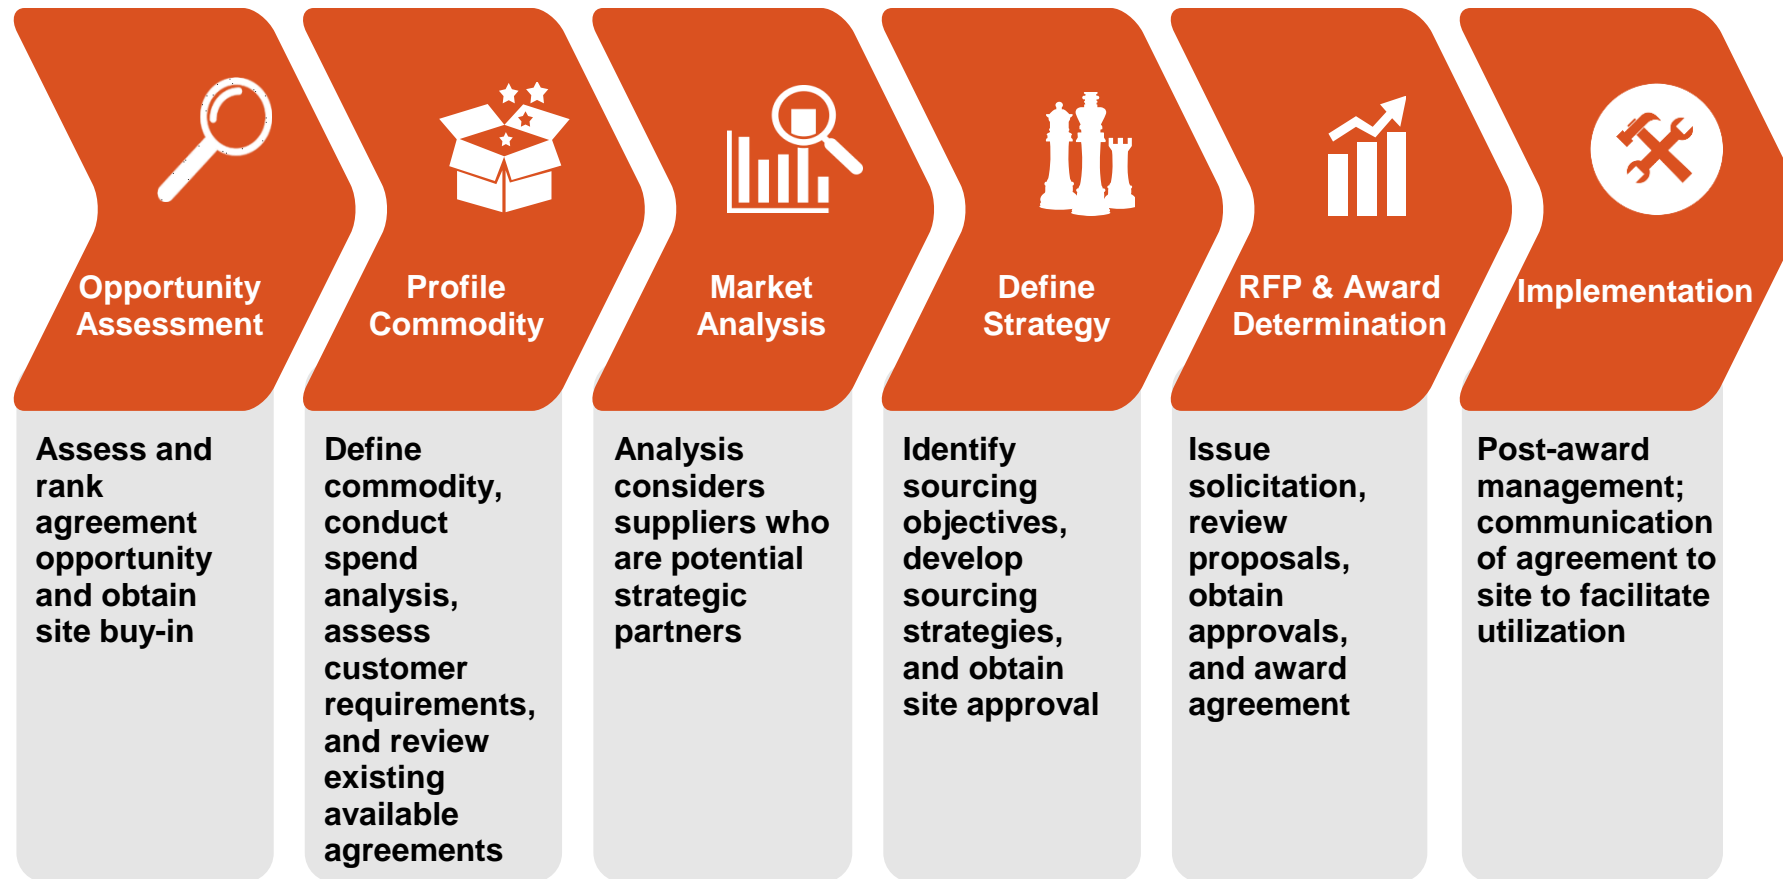 Opportunity
Assessment
Assess and
rank
agreement
opportunity
and obtain
site buy-in
Profile
Commodity
Define
commodity,
conduct
spend
analysis,
assess
customer
requirements,
and review
existing
available
agreements
Market
Analysis
Analysis
considers
suppliers who
are potential
strategic
partners
Define
Strategy
Identify
sourcing
objectives,
develop
sourcing
strategies,
and obtain
site approval
RFP & Award
Determination
Issue
solicitation,
review
proposals,
obtain
approvals,
and award
agreement
Implementation
Post-award
management;
communication
of agreement to
site to facilitate
utilization